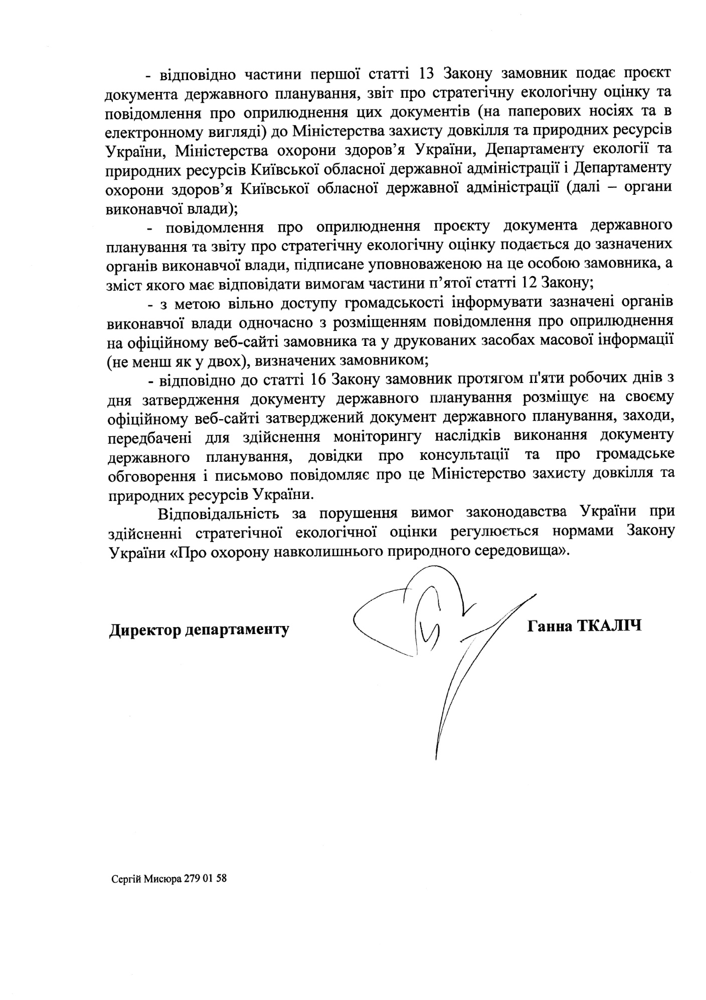 - відповідно частини першої статті 13 Закону замовник подає проєкт
документа державного планування, звіт про стратегічну екологічну оцінку та
повідомлення про оприлюднення цих документів (на паперових носіях та в
електронному вигляді) до Міністерства захисту довкілля та природних ресурсів
України, Міністерства охорони здоров’я України, Департаменту екології та
природних ресурсів Київської обласної державної адміністрації і Департаменту
охорони здоров’я Київської обласної державної адміністрації (далі – органи
виконавчої влади);
- повідомлення про оприлюднення проєкту документа державного
планування та звіту про стратегічну екологічну оцінку подається до зазначених
органів виконавчої влади, підписане уповноваженою на це особою замовника, а
зміст якого має відповідати вимогам частини п’ятої статті 12 Закону;
- з метою вільно доступу громадськості інформувати зазначені органів
виконавчої влади одночасно з розміщенням повідомлення про оприлюднення
на офіційному веб-сайті замовника та у друкованих засобах масової інформації
(не менш як у двох), визначених замовником;
- відповідно до статті 16 Закону замовник протягом п'яти робочих днів з
дня затвердження документу державного планування розміщує на своєму
офіційному веб-сайті затверджений документ державного планування, заходи,
передбачені для здійснення моніторингу наслідків виконання документу
державного планування, довідки про консультації та про громадське
обговорення і письмово повідомляє про це Міністерство захисту довкілля та
природних ресурсів України.
Відповідальність за порушення вимог законодавства України при
здійсненні стратегічної екологічної оцінки регулюється нормами Закону
України «Про охорону навколишнього природного середовища».
Директор департаменту Ганна ТКАЛІЧ
Сергій Мисюра 279 01 58